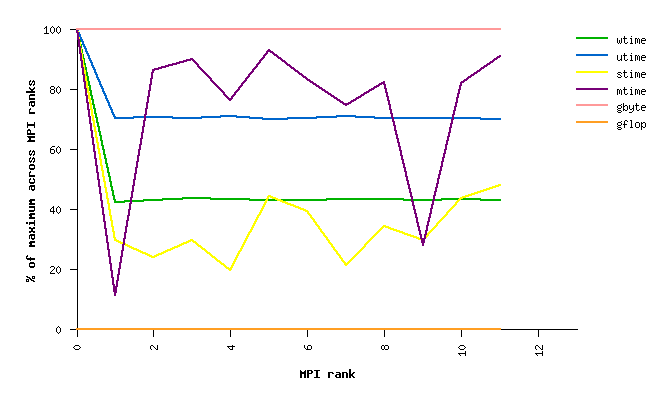 100
80
60
40
20
0
% of maximum across MPI ranks
0 2 4 6 8 10 12
MPI rank
wtime
utime
stime
mtime
gbyte
gflop